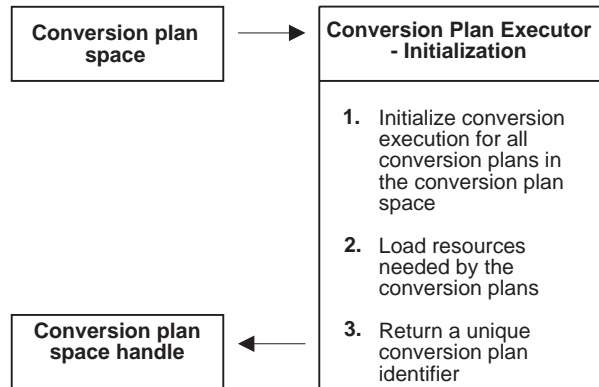 Conversion plan
space
Conversion Plan Executor
- Initialization
1. Initialize conversion
execution for all
conversion plans in
the conversion plan
space
2. Load resources
needed by the
conversion plans
3. Return a unique
conversion plan
identifier
Conversion plan
space handle